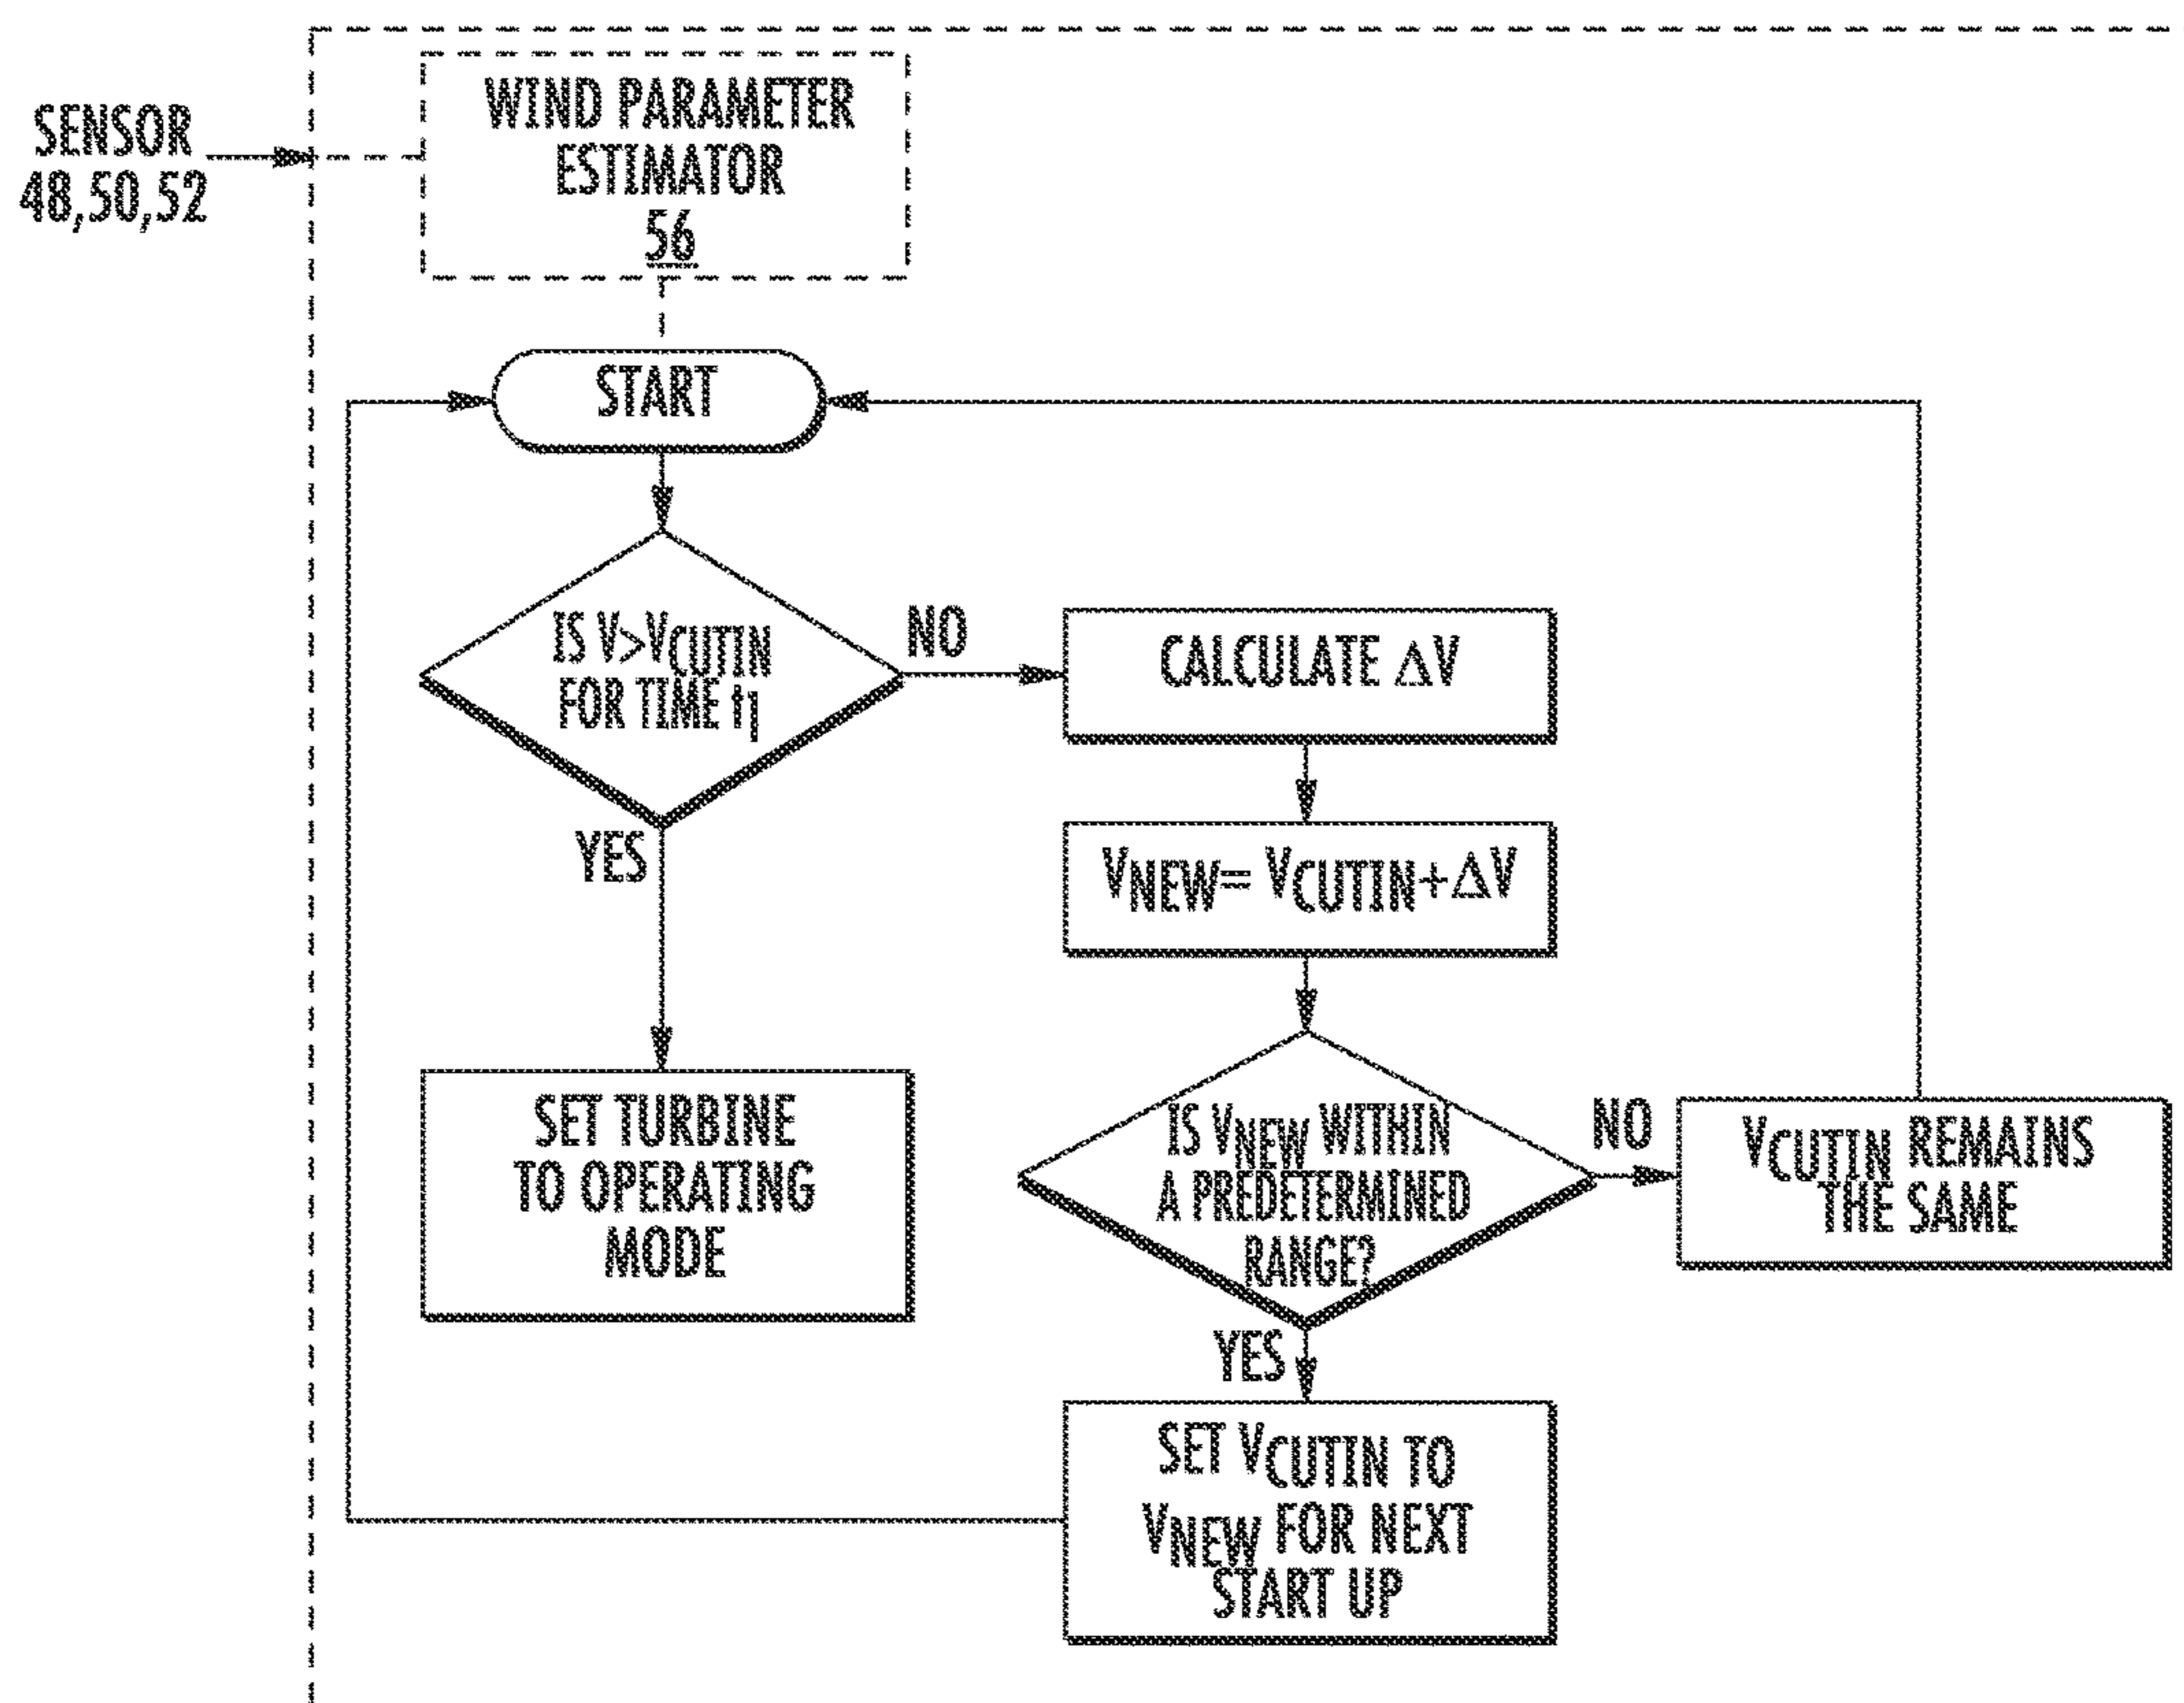 SENSOR
48,50,52
WIND PARAMETER
ESTIMATOR
56
START
IS V>VCUTIN
FOR TIME t1
NO
CALCULATE ΔV
VNEW= VCUTIN+ΔV
YES
SET TURBINE
TO OPERATING
MODE
IS VNEW WITHIN
A PREDETERMINED
RANGE?
NO
VCUTIN REMAINS
THE SAME
YES
SET VCUTIN TO
VNEW FOR NEXT
START UP